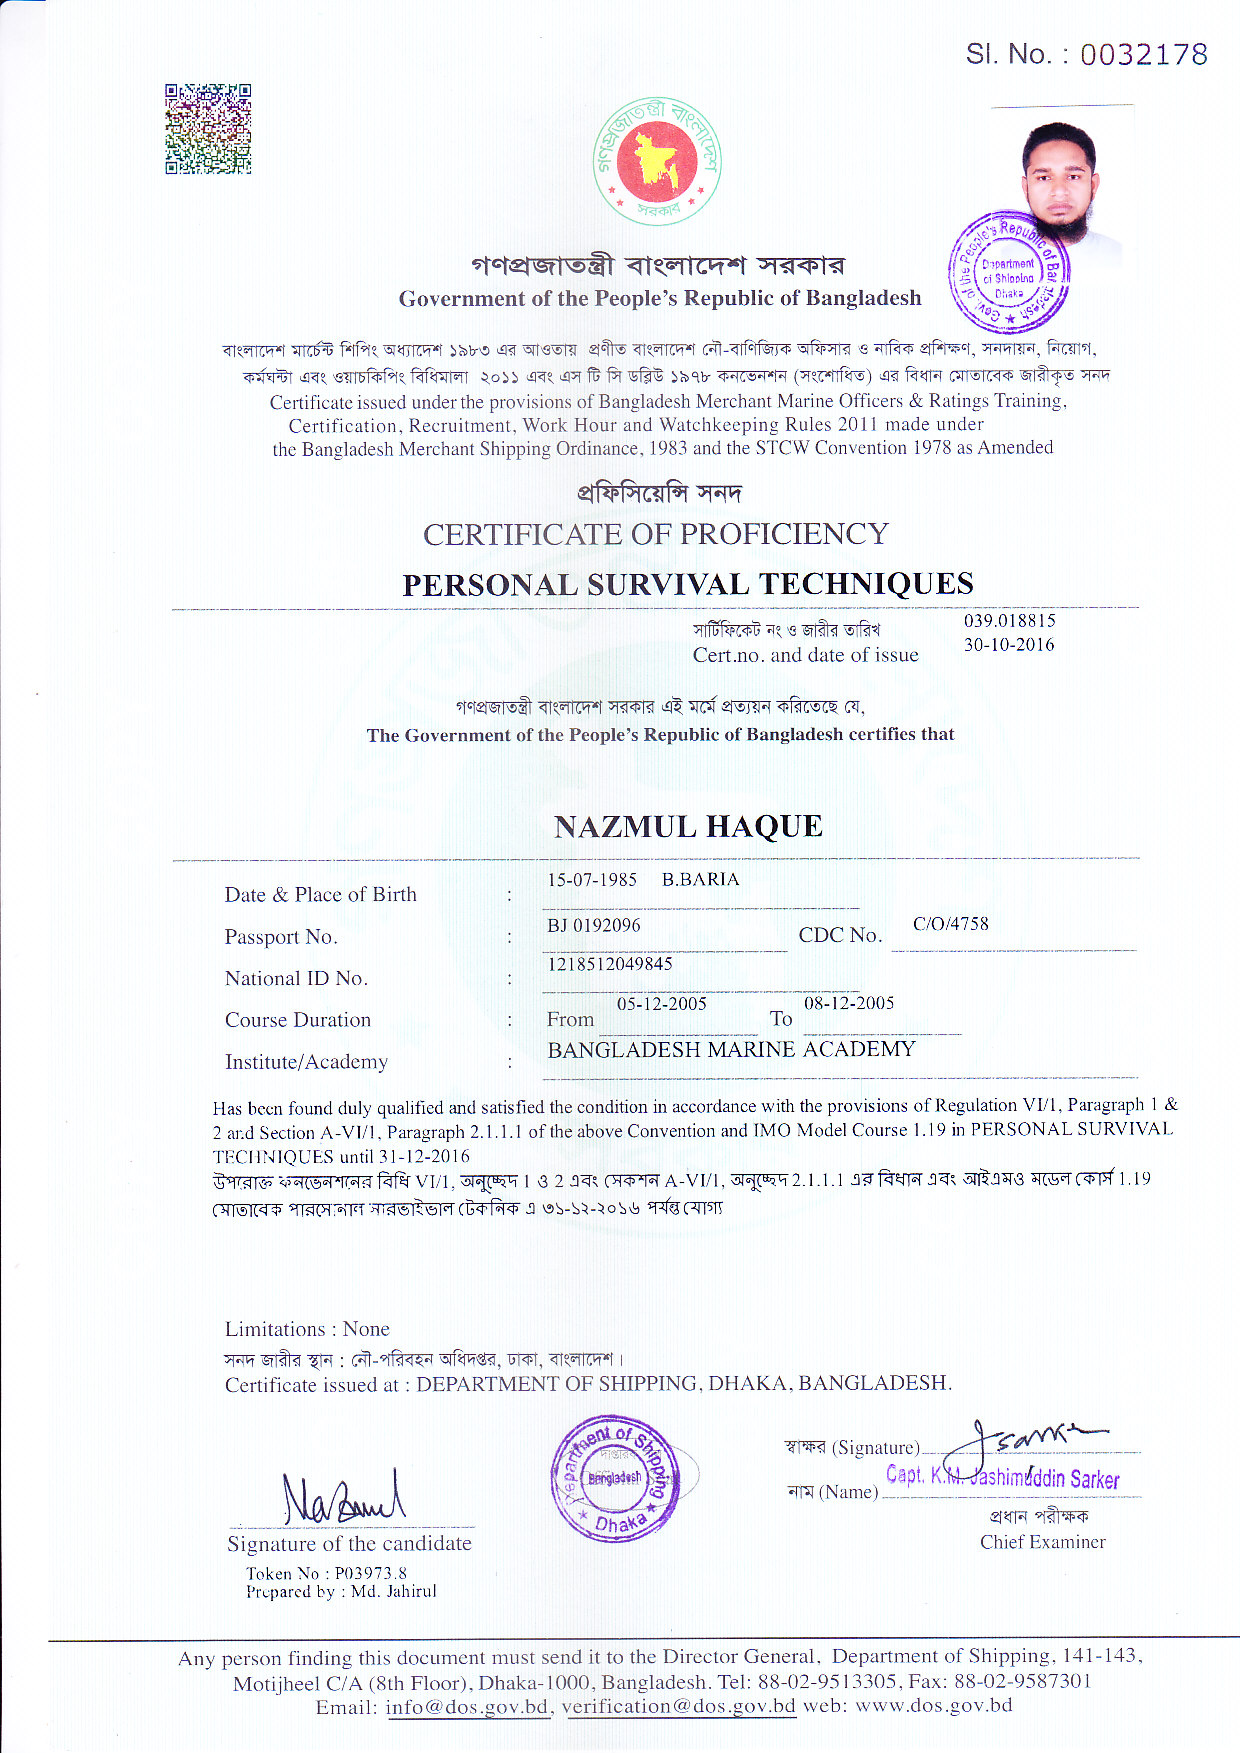 Sl. No. : 0032178
গণপ্রজাতন্ত্রী বাংলাদেশ
সরকার
Govt. of the People's Republic of Bangladesh
Department
of Shipping
Dhaka
গণপ্রজাতন্ত্রী বাংলাদেশ সরকার
Government of the People's Republic of Bangladesh
বাংলাদেশ মার্চেন্ট শিপিং অধ্যাদেশ ১৯৮৩ এর আওতায় প্রণীত বাংলাদেশ নৌ-বাণিজ্যিক অফিসার ও নাবিক প্রশিক্ষণ, সনদায়ন, নিয়োগ,
কর্মঘন্টা এবং ওয়াচকিপিং বিধিমালা ২০১১ এবং এস টি সি ডব্লিউ ১৯৭৮ কনভেনশন (সংশোধিত) এর বিধান মোতাবেক জারীকৃত সনদ
Certificate issued under the provisions of Bangladesh Merchant Marine Officers & Ratings Training,
Certification, Recruitment, Work Hour and Watchkeeping Rules 2011 made under
the Bangladesh Merchant Shipping Ordinance, 1983 and the STCW Convention 1978 as Amended
প্রফিসিয়েন্সি সনদ
CERTIFICATE OF PROFICIENCY
PERSONAL SURVIVAL TECHNIQUES
সার্টিফিকেট নং ও জারীর তারিখ 039.018815
Cert.no. and date of issue 30-10-2016
গণপ্রজাতন্ত্রী বাংলাদেশ সরকার এই মর্মে প্রত্যয়ন করিতেছে যে,
The Government of the People's Republic of Bangladesh certifies that
NAZMUL HAQUE
Date & Place of Birth : 15-07-1985 B.BARIA
Passport No. : BJ 0192096 CDC No. C/O/4758
National ID No. : 1218512049845
Course Duration : From 05-12-2005 To 08-12-2005
Institute/Academy : BANGLADESH MARINE ACADEMY
Has been found duly qualified and satisfied the condition in accordance with the provisions of Regulation VI/1, Paragraph 1 &
2 and Section A-VI/1, Paragraph 2.1.1.1 of the above Convention and IMO Model Course 1.19 in PERSONAL SURVIVAL
TECHNIQUES until 31-12-2016
উপরোক্ত কনভেনশনের বিধি VI/1, অনুচ্ছেদ 1 ও 2 এবং সেকশন A-VI/1, অনুচ্ছেদ 2.1.1.1 এর বিধান এবং আইএমও মডেল কোর্স 1.19
মোতাবেক পারসোনাল সারভাইভাল টেকনিক এ ৩১-১২-২০১৬ পর্যন্ত যোগ্য
Limitations : None
সনদ জারীর স্থান : নৌ-পরিবহন অধিদপ্তর, ঢাকা, বাংলাদেশ।
Certificate issued at : DEPARTMENT OF SHIPPING, DHAKA, BANGLADESH.
Department of Shipping
Bangladesh
Dhaka
স্বাক্ষর (Signature) Jsarker
নাম (Name) Capt. K.M. Jashimuddin Sarker
প্রধান পরীক্ষক
Chief Examiner
Nazmul
Signature of the candidate
Token No : P03973.8
Prepared by : Md. Jahirul
Any person finding this document must send it to the Director General, Department of Shipping, 141-143,
Motijheel C/A (8th Floor), Dhaka-1000, Bangladesh. Tel: 88-02-9513305, Fax: 88-02-9587301
Email: info@dos.gov.bd, verification@dos.gov.bd web: www.dos.gov.bd